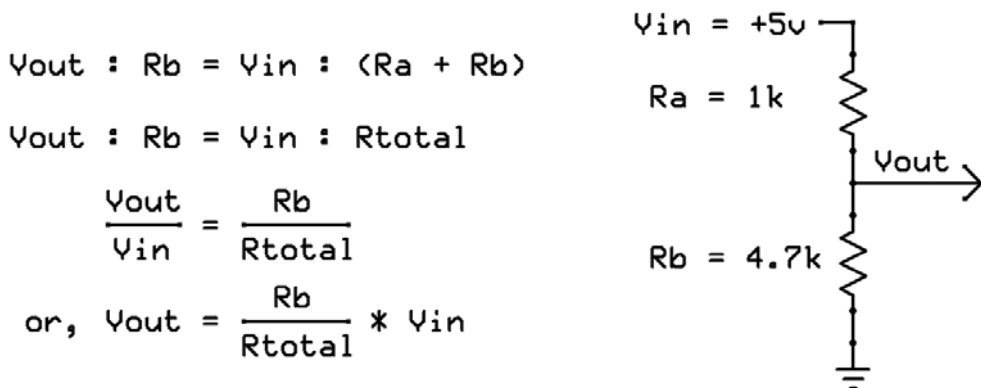 Vout : Rb = Vin : (Ra + Rb)
Vout : Rb = Vin : Rtotal
Vout / Vin = Rb / Rtotal
or, Vout = Rb / Rtotal * Vin
Vin = +5v
Ra = 1k
Vout
Rb = 4.7k